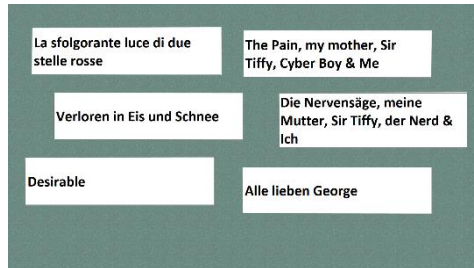 La sfolgorante luce di due
stelle rosse
The Pain, my mother, Sir
Tiffy, Cyber Boy & Me
Verloren in Eis und Schnee
Die Nervensäge, meine
Mutter, Sir Tiffy, der Nerd &
Ich
Desirable
Alle lieben George